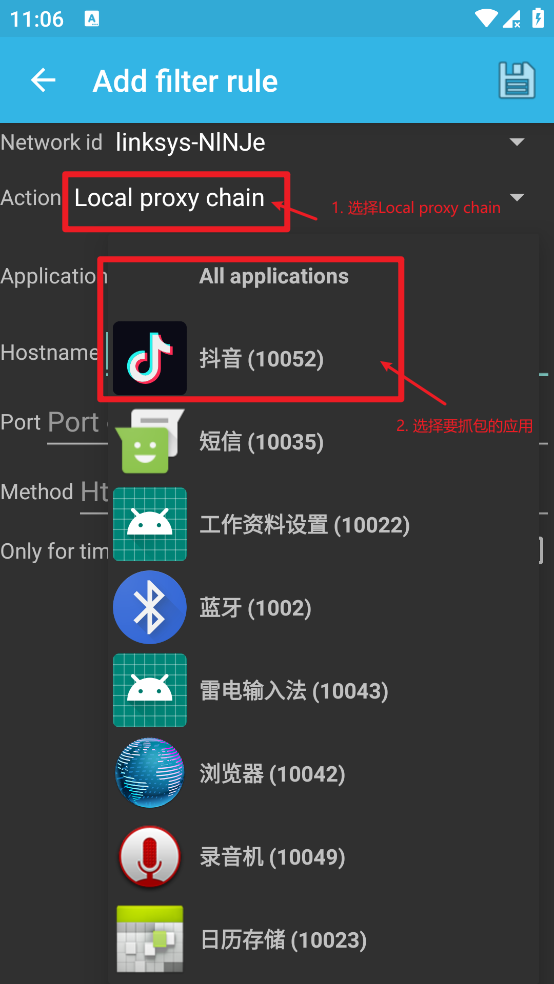 11:06 A
Add filter rule
Network id linksys-NlNJe
Action Local proxy chain
1. 选择Local proxy chain
Application All applications
Hostname
抖音 (10052)
Port Port
2. 选择要抓包的应用
短信 (10035)
Method Ht
工作资料设置 (10022)
Only for tim
蓝牙 (1002)
雷电输入法 (10043)
浏览器 (10042)
录音机 (10049)
日历存储 (10023)